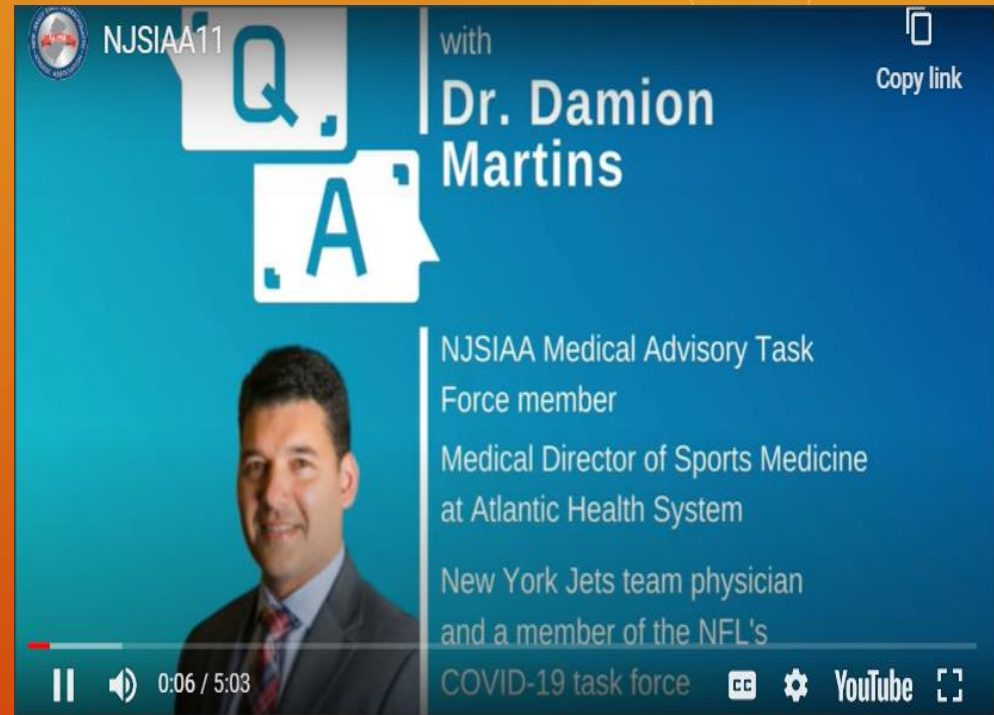 NJSIAA11
Copy link
Q
A
with
Dr. Damion
Martins
NJSIAA Medical Advisory Task
Force member
Medical Director of Sports Medicine
at Atlantic Health System
New York Jets team physician
and a member of the NFL's
COVID-19 task force
0:06 / 5:03
CC
YouTube